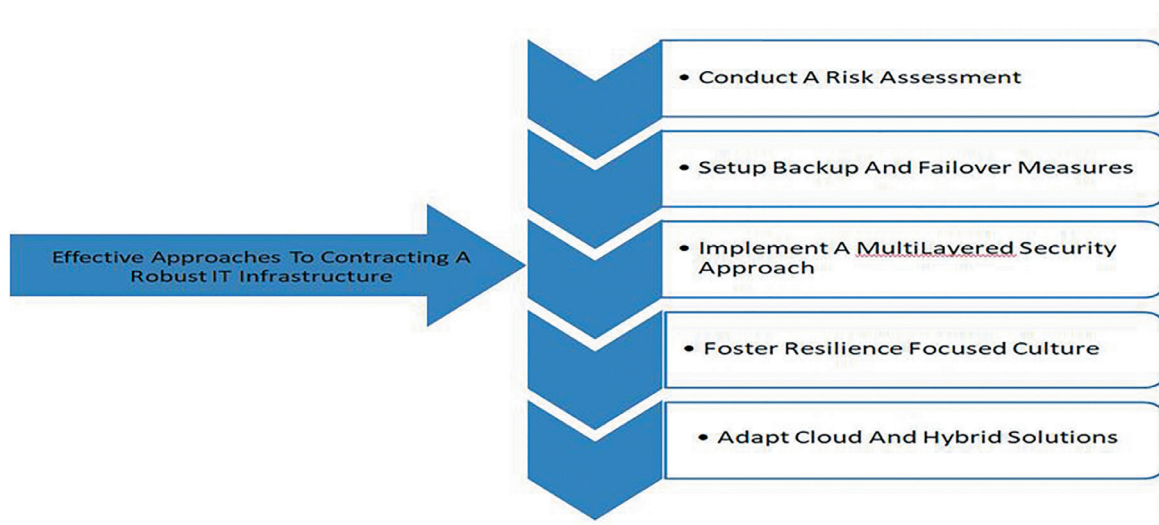 Effective Approaches To Contracting A
Robust IT Infrastructure
• Conduct A Risk Assessment
• Setup Backup And Failover Measures
• Implement A MultiLayered Security
Approach
• Foster Resilience Focused Culture
• Adapt Cloud And Hybrid Solutions